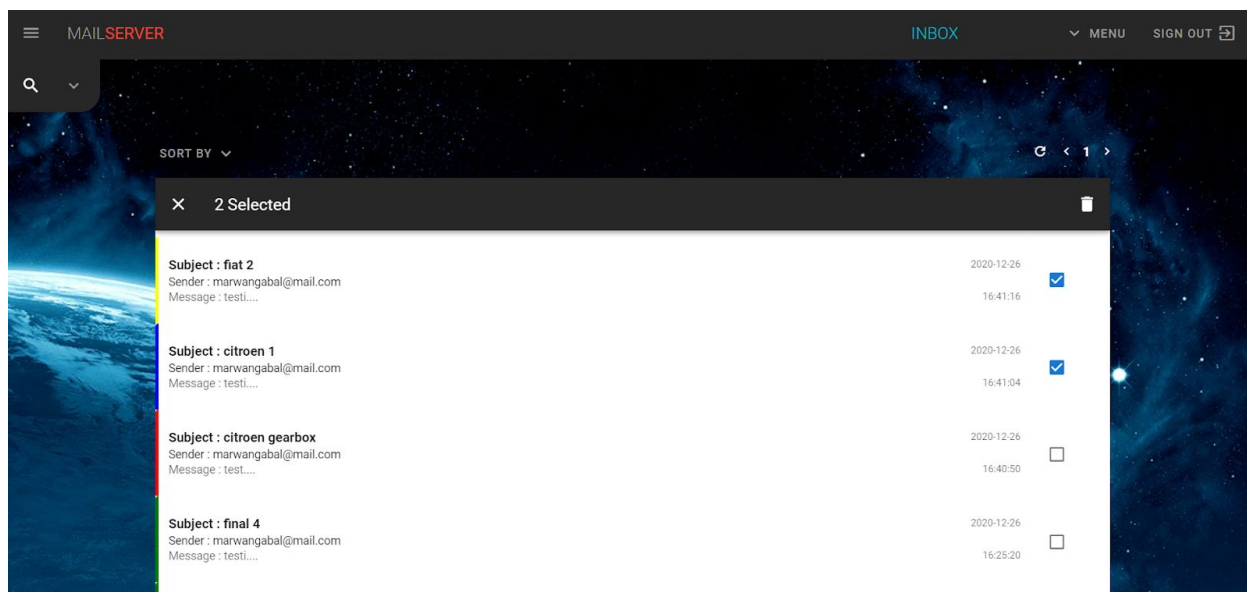 MAILSERVER INBOX MENU SIGN OUT
SORT BY 1
2 Selected
Subject : fiat 2 2020-12-26
Sender : marwangabal@mail.com
Message : testi.... 16:41:16
Subject : citroen 1 2020-12-26
Sender : marwangabal@mail.com
Message : testi.... 16:41:04
Subject : citroen gearbox 2020-12-26
Sender : marwangabal@mail.com
Message : test.... 16:40:50
Subject : final 4 2020-12-26
Sender : marwangabal@mail.com
Message : testi.... 16:25:20